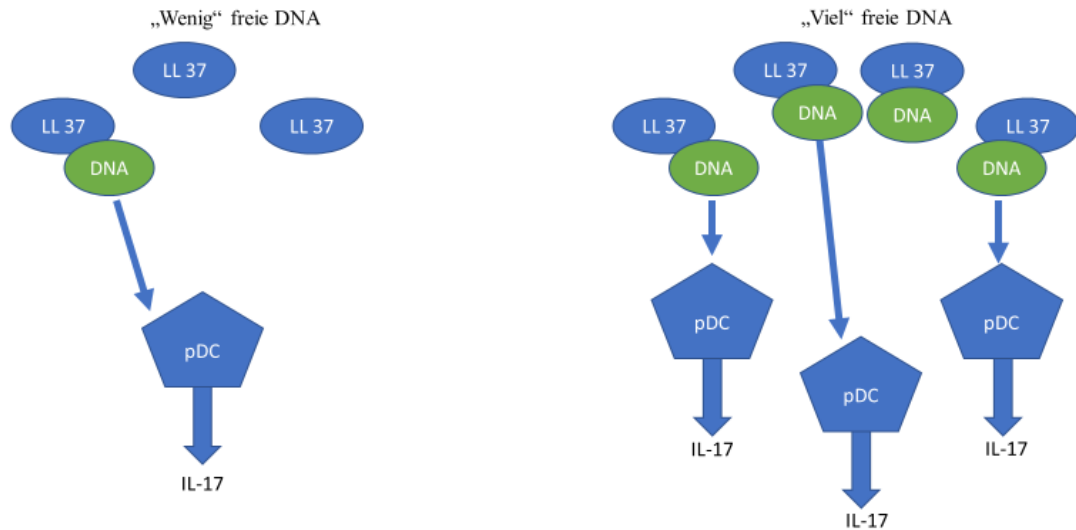 „Wenig“ freie DNA
LL 37
LL 37
LL 37
DNA
pDC
IL-17
„Viel“ freie DNA
LL 37
LL 37
DNA
DNA
LL 37
LL 37
DNA
DNA
pDC
pDC
pDC
IL-17
IL-17
IL-17